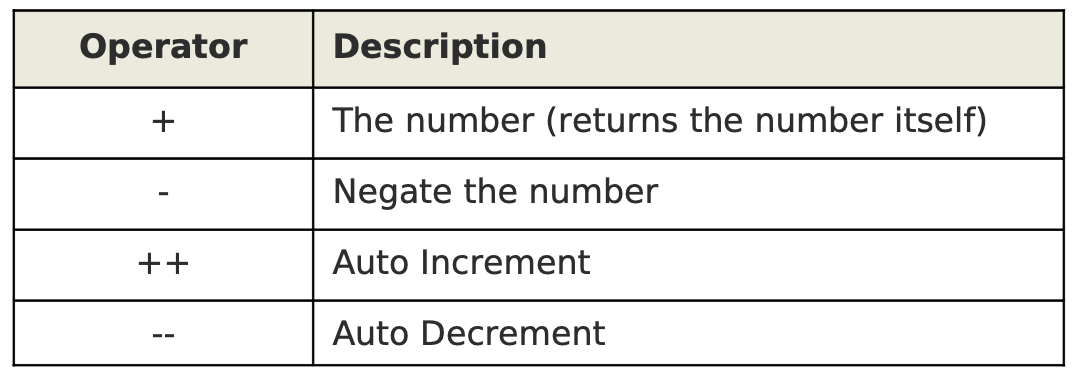 Operator Description
+ The number (returns the number itself)
- Negate the number
++ Auto Increment
-- Auto Decrement